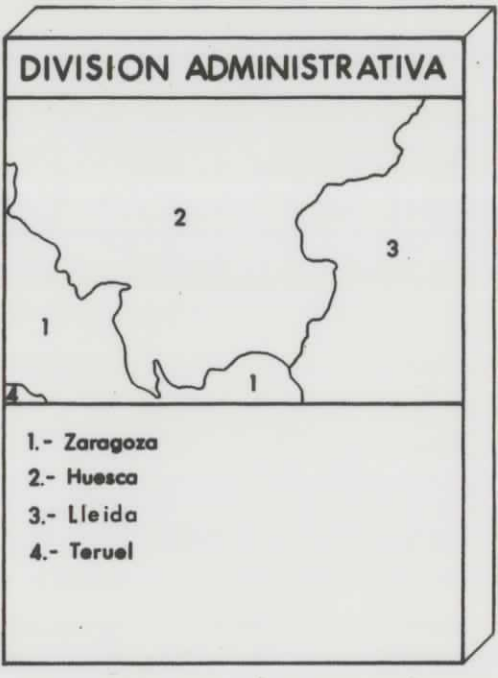 DIVISION ADMINISTRATIVA
2
3
1
1
4
1.- Zaragoza
2.- Huesca
3.- Lleida
4.- Teruel